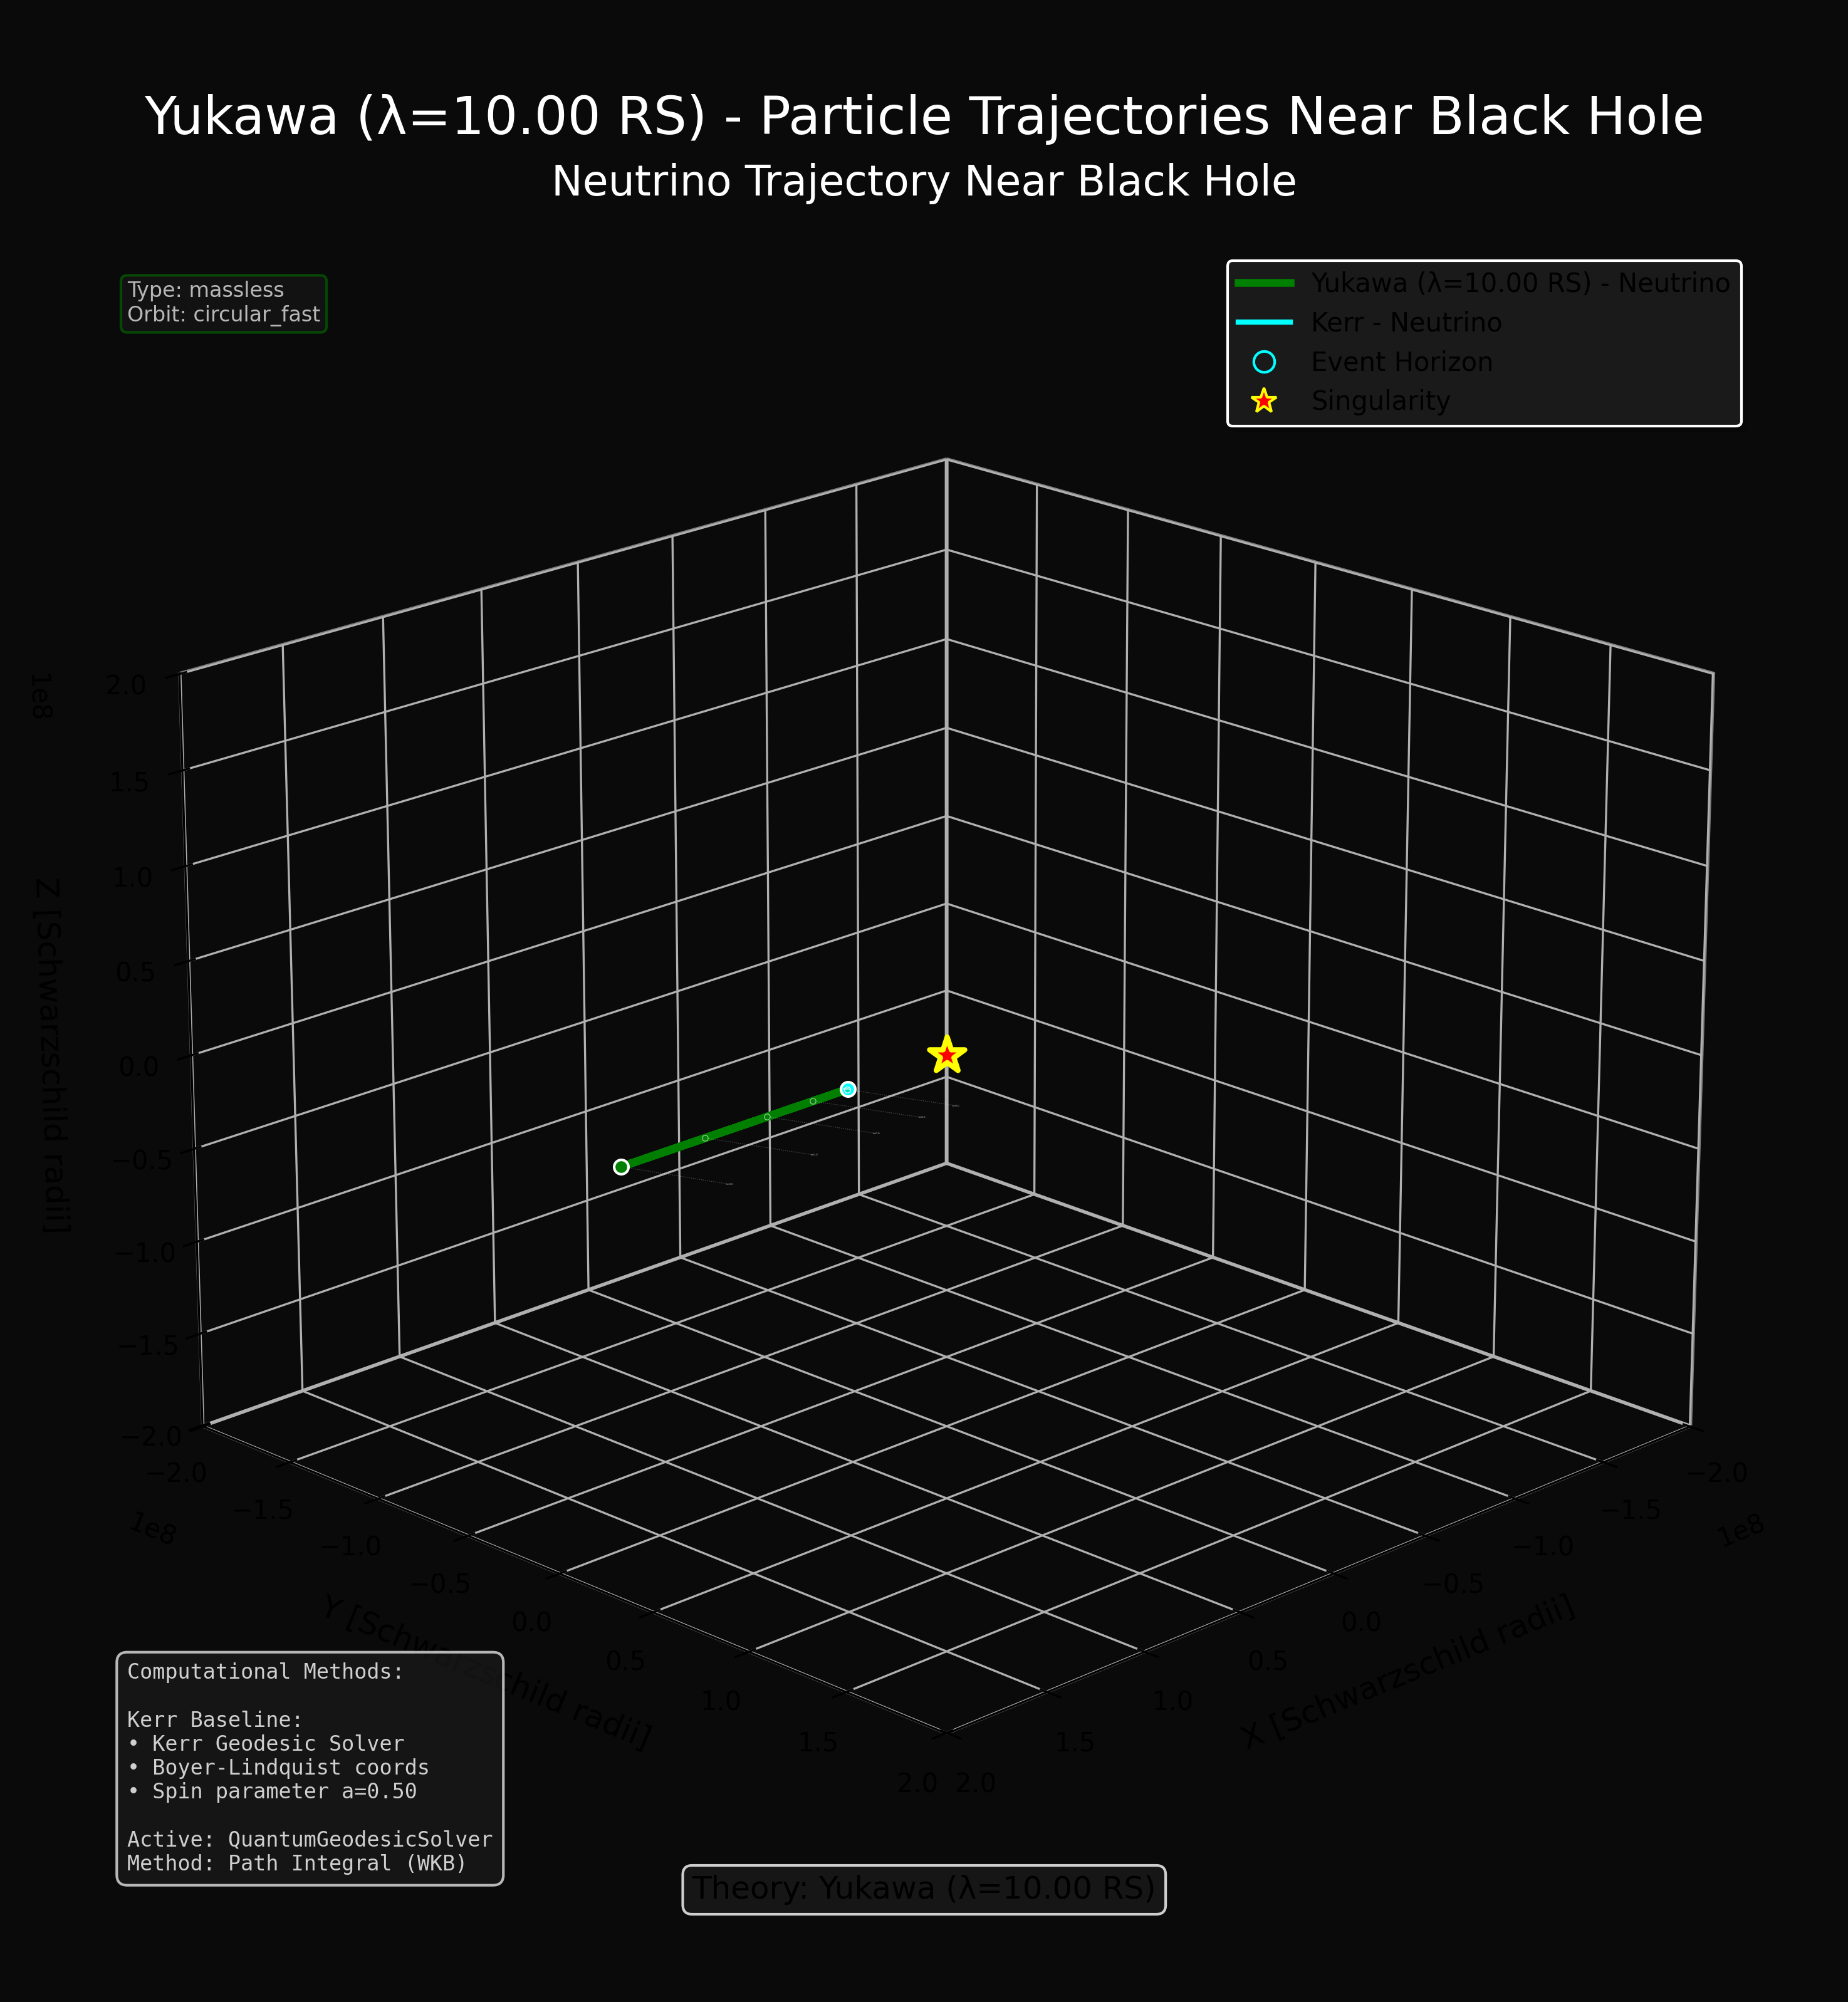 Yukawa (λ=10.00 RS) - Particle Trajectories Near Black Hole
Neutrino Trajectory Near Black Hole
Type: massless
Orbit: circular_fast
Yukawa (λ=10.00 RS) - Neutrino
Kerr - Neutrino
Event Horizon
Singularity
1e8
2.0
1.5
1.0
0.5
0.0
−0.5
−1.0
−1.5
−2.0
Z [Schwarzschild radii]
−2.0
−1.5
−1.0
−0.5
0.0
0.5
1.0
1.5
2.0
1e8
Y [Schwarzschild radii]
−2.0
−1.5
−1.0
−0.5
0.0
0.5
1.0
1.5
2.0
1e8
X [Schwarzschild radii]
Computational Methods:
Kerr Baseline:
• Kerr Geodesic Solver
• Boyer-Lindquist coords
• Spin parameter a=0.50
Active: QuantumGeodesicSolver
Method: Path Integral (WKB)
Theory: Yukawa (λ=10.00 RS)